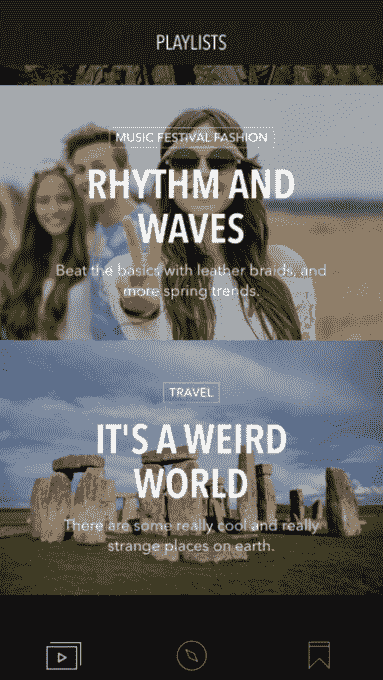 PLAYLISTS
MUSIC FESTIVAL FASHION
RHYTHM AND
WAVES
Beat the basics with leather braids, and
more spring trends.
TRAVEL
IT'S A WEIRD
WORLD
There are some really cool and really
strange places on earth.